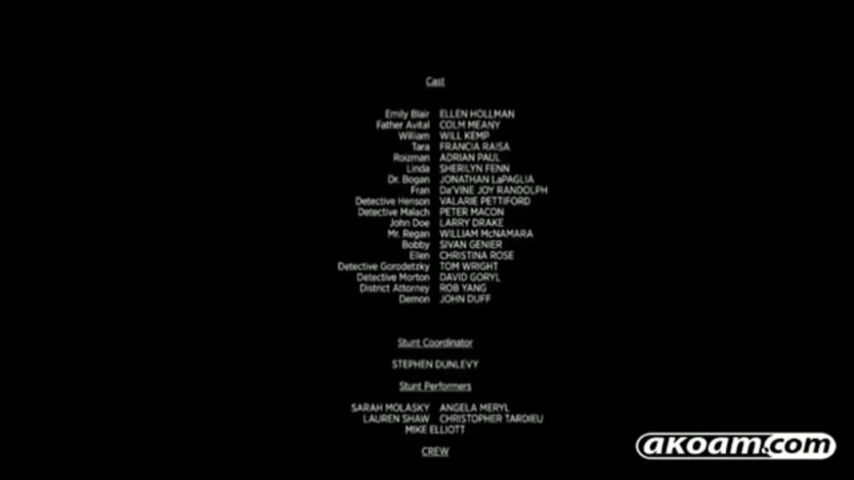 Cast
Emily Blair ELLEN HOLLMAN
Father Avital COLM MEANY
William WILL KEMP
Tara FRANCIA RAISA
Roizman ADRIAN PAUL
Linda SHERILYN FENN
Dr. Bogan JONATHAN LaPAGLIA
Fran Da'VINE JOY RANDOLPH
Detective Henson VALARIE PETTIFORD
Detective Malach PETER MACON
John Doe LARRY DRAKE
Mr. Regan WILLIAM McNAMARA
Bobby SIVAN GENIER
Ellen CHRISTINA ROSE
Detective Gorodetzky TOM WRIGHT
Detective Morton DAVID GORYL
District Attorney ROB YANG
Demon JOHN DUFF
Stunt Coordinator
STEPHEN DUNLEVY
Stunt Performers
SARAH MOLASKY ANGELA MERYL
LAUREN SHAW CHRISTOPHER TARDIEU
MIKE ELLIOTT
CREW
akoam.com